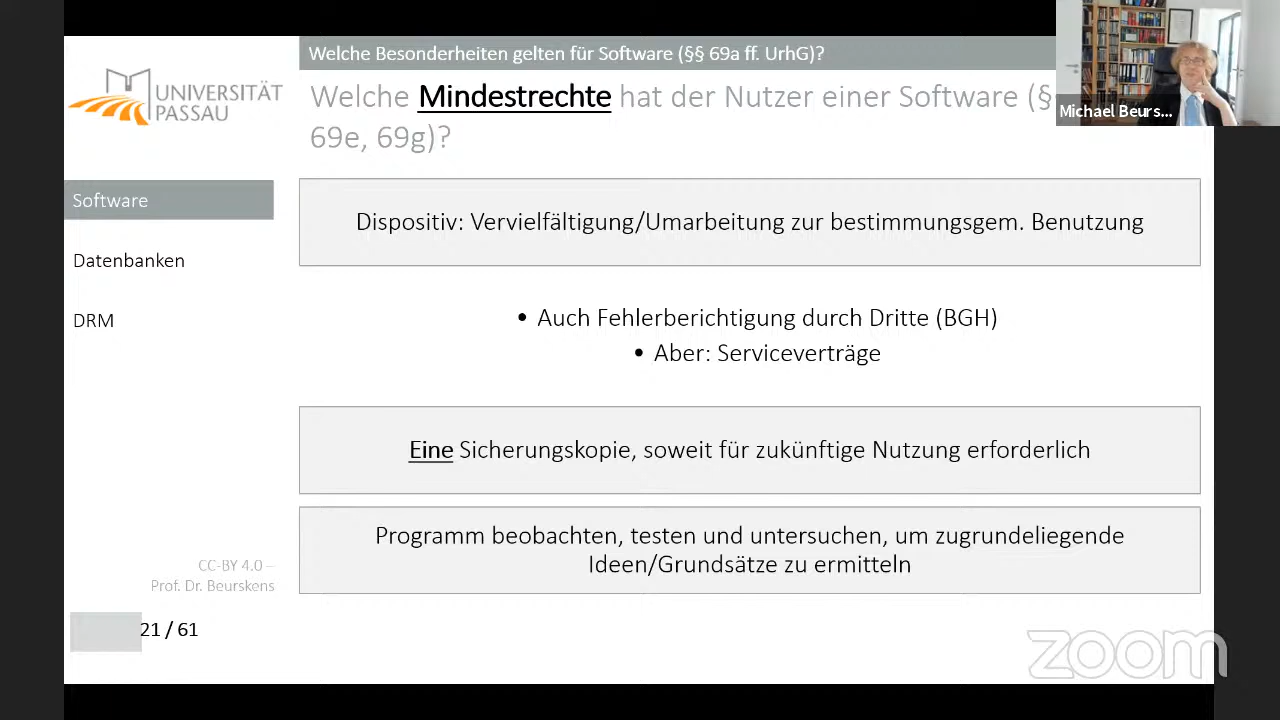 Welche Besonderheiten gelten für Software (§§ 69a ff. UrhG)?
UNIVERSITÄT
PASSAU
Welche Mindestrechte hat der Nutzer einer Software (§
69e, 69g)?
Michael Beurs...
Software
Datenbanken
DRM
Dispositiv: Vervielfältigung/Umarbeitung zur bestimmungsgem. Benutzung
• Auch Fehlerberichtigung durch Dritte (BGH)
• Aber: Serviceverträge
Eine Sicherungskopie, soweit für zukünftige Nutzung erforderlich
Programm beobachten, testen und untersuchen, um zugrundeliegende
Ideen/Grundsätze zu ermitteln
CC-BY 4.0 –
Prof. Dr. Beurskens
21 / 61
zoom